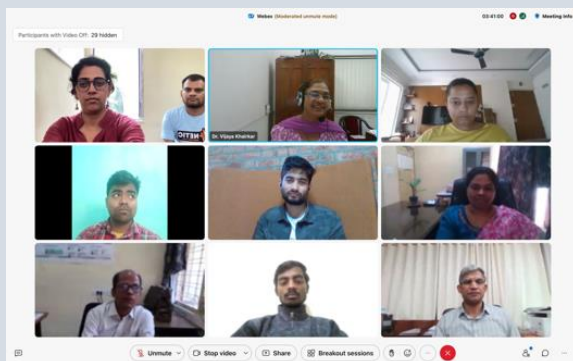 Webex (Moderated unmute mode)
03:41:00
Meeting info
Participants with Video Off: 29 hidden
NETIC
Dr. Vijaya Khairkar
Unmute
Stop video
Share
Breakout sessions